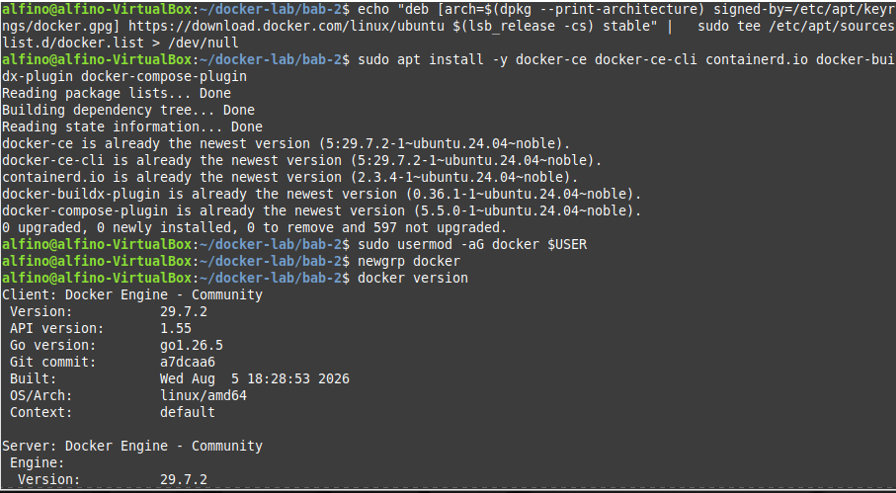 alfino@alfino-VirtualBox:~/docker-lab/bab-2$ echo "deb [arch=$(dpkg --print-architecture) signed-by=/etc/apt/keyri
ngs/docker.gpg] https://download.docker.com/linux/ubuntu $(lsb_release -cs) stable" |   sudo tee /etc/apt/sources
list.d/docker.list > /dev/null
alfino@alfino-VirtualBox:~/docker-lab/bab-2$ sudo apt install -y docker-ce docker-ce-cli containerd.io docker-bui
dx-plugin docker-compose-plugin
Reading package lists... Done
Building dependency tree... Done
Reading state information... Done
docker-ce is already the newest version (5:29.7.2-1~ubuntu.24.04~noble).
docker-ce-cli is already the newest version (5:29.7.2-1~ubuntu.24.04~noble).
containerd.io is already the newest version (2.3.4-1~ubuntu.24.04~noble).
docker-buildx-plugin is already the newest version (0.36.1-1~ubuntu.24.04~noble).
docker-compose-plugin is already the newest version (5.5.0-1~ubuntu.24.04~noble).
0 upgraded, 0 newly installed, 0 to remove and 597 not upgraded.
alfino@alfino-VirtualBox:~/docker-lab/bab-2$ sudo usermod -aG docker $USER
alfino@alfino-VirtualBox:~/docker-lab/bab-2$ newgrp docker
alfino@alfino-VirtualBox:~/docker-lab/bab-2$ docker version
Client: Docker Engine - Community
 Version:           29.7.2
 API version:       1.55
 Go version:        go1.26.5
 Git commit:        a7dcaa6
 Built:             Wed Aug  5 18:28:53 2026
 OS/Arch:           linux/amd64
 Context:           default

Server: Docker Engine - Community
 Engine:
  Version:          29.7.2